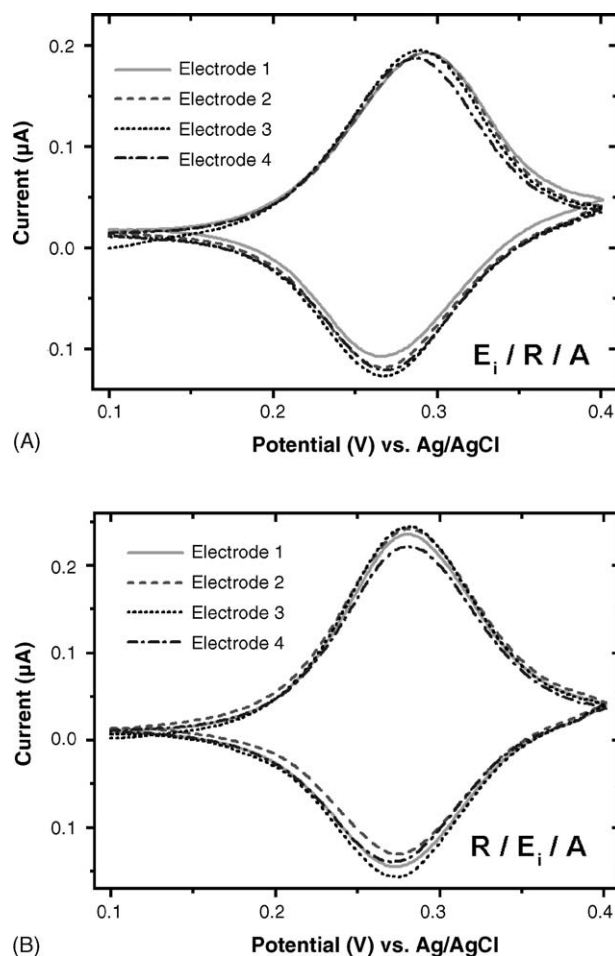 0.2
0.1
0.0
0.1
Current (µA)
Electrode 1
Electrode 2
Electrode 3
Electrode 4
E_i / R / A
0.1 0.2 0.3 0.4
(A)
Potential (V) vs. Ag/AgCl
0.2
0.1
0.0
0.1
Current (µA)
Electrode 1
Electrode 2
Electrode 3
Electrode 4
R / E_i / A
0.1 0.2 0.3 0.4
(B)
Potential (V) vs. Ag/AgCl